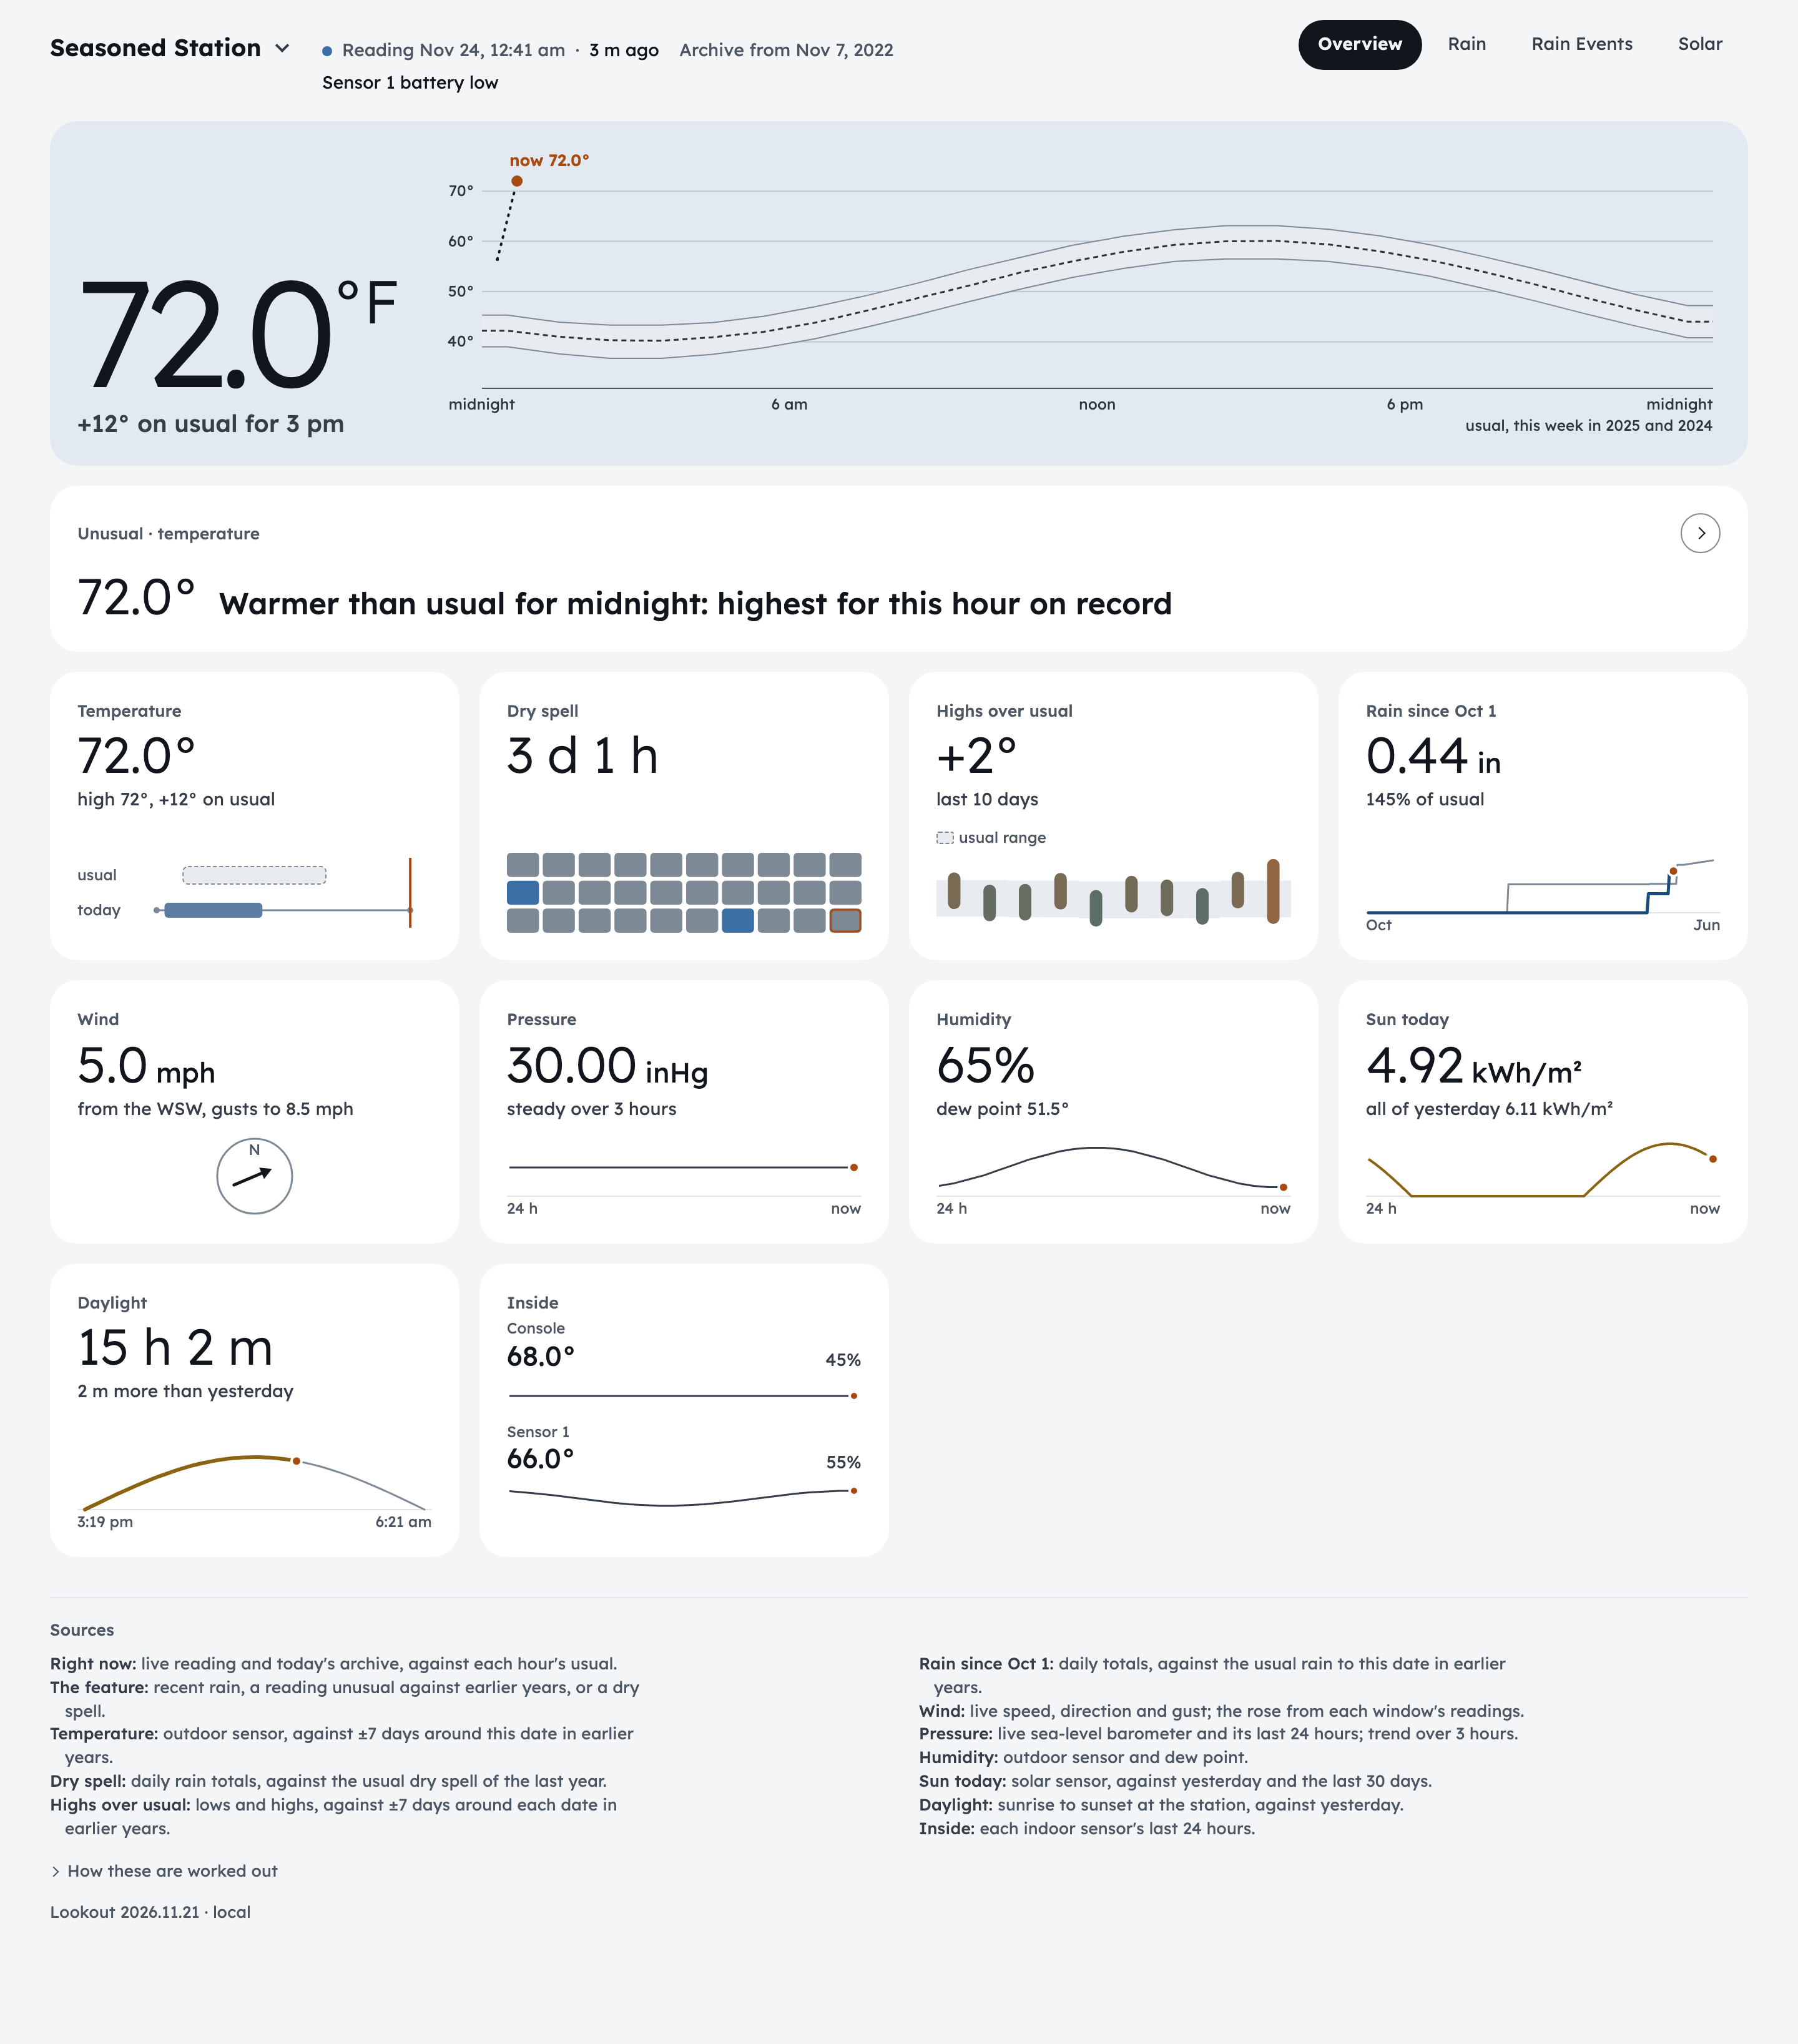 Seasoned Station
Reading Nov 24, 12:41 am · 3 m ago Archive from Nov 7, 2022
Sensor 1 battery low
Overview Rain Rain Events Solar
72.0°F
+12° on usual for 3 pm
now 72.0°
70°
60°
50°
40°
midnight 6 am noon 6 pm midnight
usual, this week in 2025 and 2024
Unusual · temperature
72.0° Warmer than usual for midnight: highest for this hour on record
Temperature
72.0°
high 72°, +12° on usual
usual
today
Dry spell
3 d 1 h
Highs over usual
+2°
last 10 days
usual range
Rain since Oct 1
0.44 in
145% of usual
Oct Jun
Wind
5.0 mph
from the WSW, gusts to 8.5 mph
N
Pressure
30.00 inHg
steady over 3 hours
24 h now
Humidity
65%
dew point 51.5°
24 h now
Sun today
4.92 kWh/m²
all of yesterday 6.11 kWh/m²
24 h now
Daylight
15 h 2 m
2 m more than yesterday
3:19 pm 6:21 am
Inside
Console
68.0° 45%
Sensor 1
66.0° 55%
Sources
Right now: live reading and today's archive, against each hour's usual.
The feature: recent rain, a reading unusual against earlier years, or a dry
spell.
Temperature: outdoor sensor, against ±7 days around this date in earlier
years.
Dry spell: daily rain totals, against the usual dry spell of the last year.
Highs over usual: lows and highs, against ±7 days around each date in
earlier years.
Rain since Oct 1: daily totals, against the usual rain to this date in earlier
years.
Wind: live speed, direction and gust; the rose from each window's readings.
Pressure: live sea-level barometer and its last 24 hours; trend over 3 hours.
Humidity: outdoor sensor and dew point.
Sun today: solar sensor, against yesterday and the last 30 days.
Daylight: sunrise to sunset at the station, against yesterday.
Inside: each indoor sensor's last 24 hours.
How these are worked out
Lookout 2026.11.21 · local